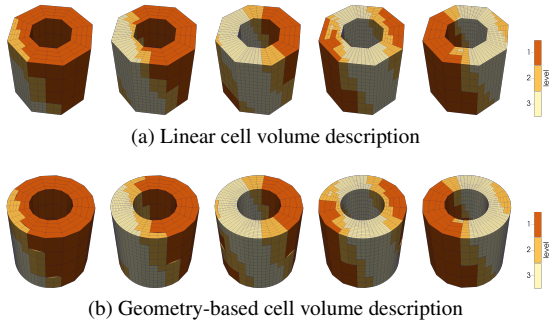 1
2
3
level
(a) Linear cell volume description
1
2
3
level
(b) Geometry-based cell volume description